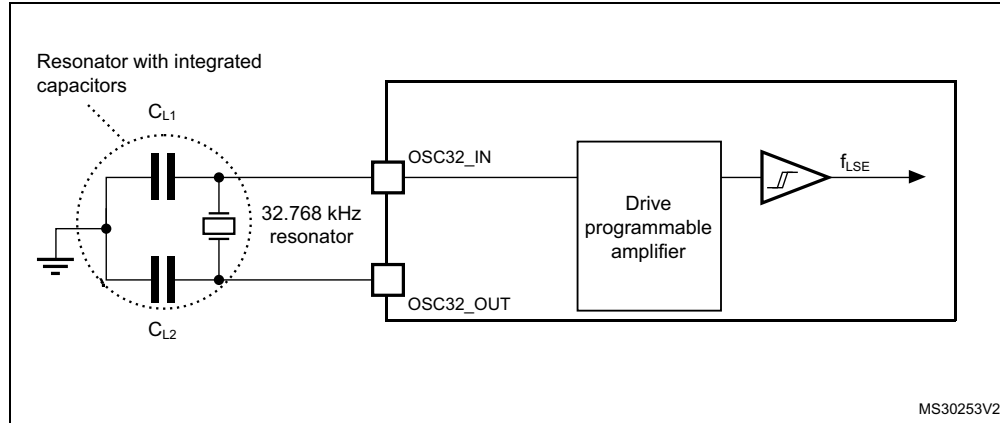 Resonator with integrated
capacitors
CL1
OSC32_IN
fLSE
32.768 kHz
resonator
Drive
programmable
amplifier
OSC32_OUT
CL2
MS30253V2